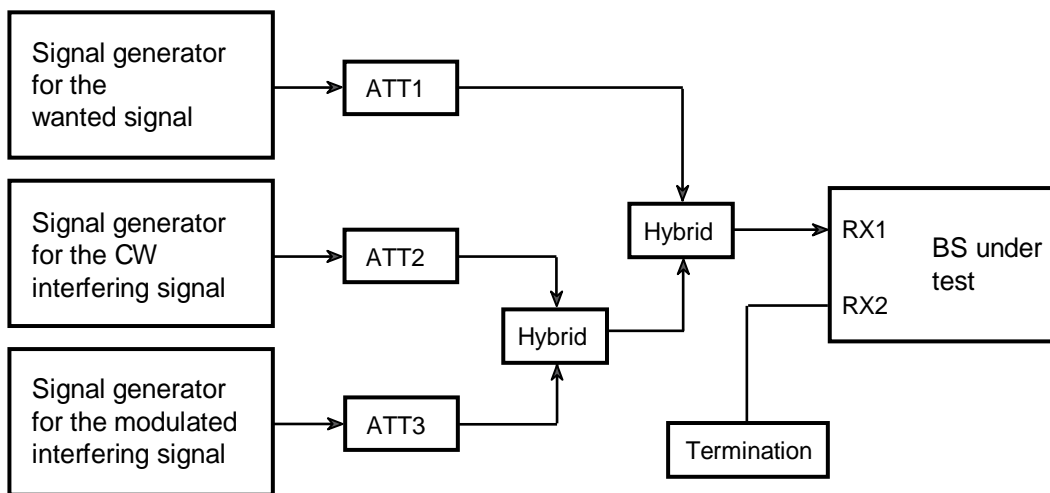 Signal generator
for the
wanted signal
ATT1
Signal generator
for the CW
interfering signal
ATT2
Hybrid
Hybrid
Signal generator
for the modulated
interfering signal
ATT3
RX1
RX2
BS under
test
Termination